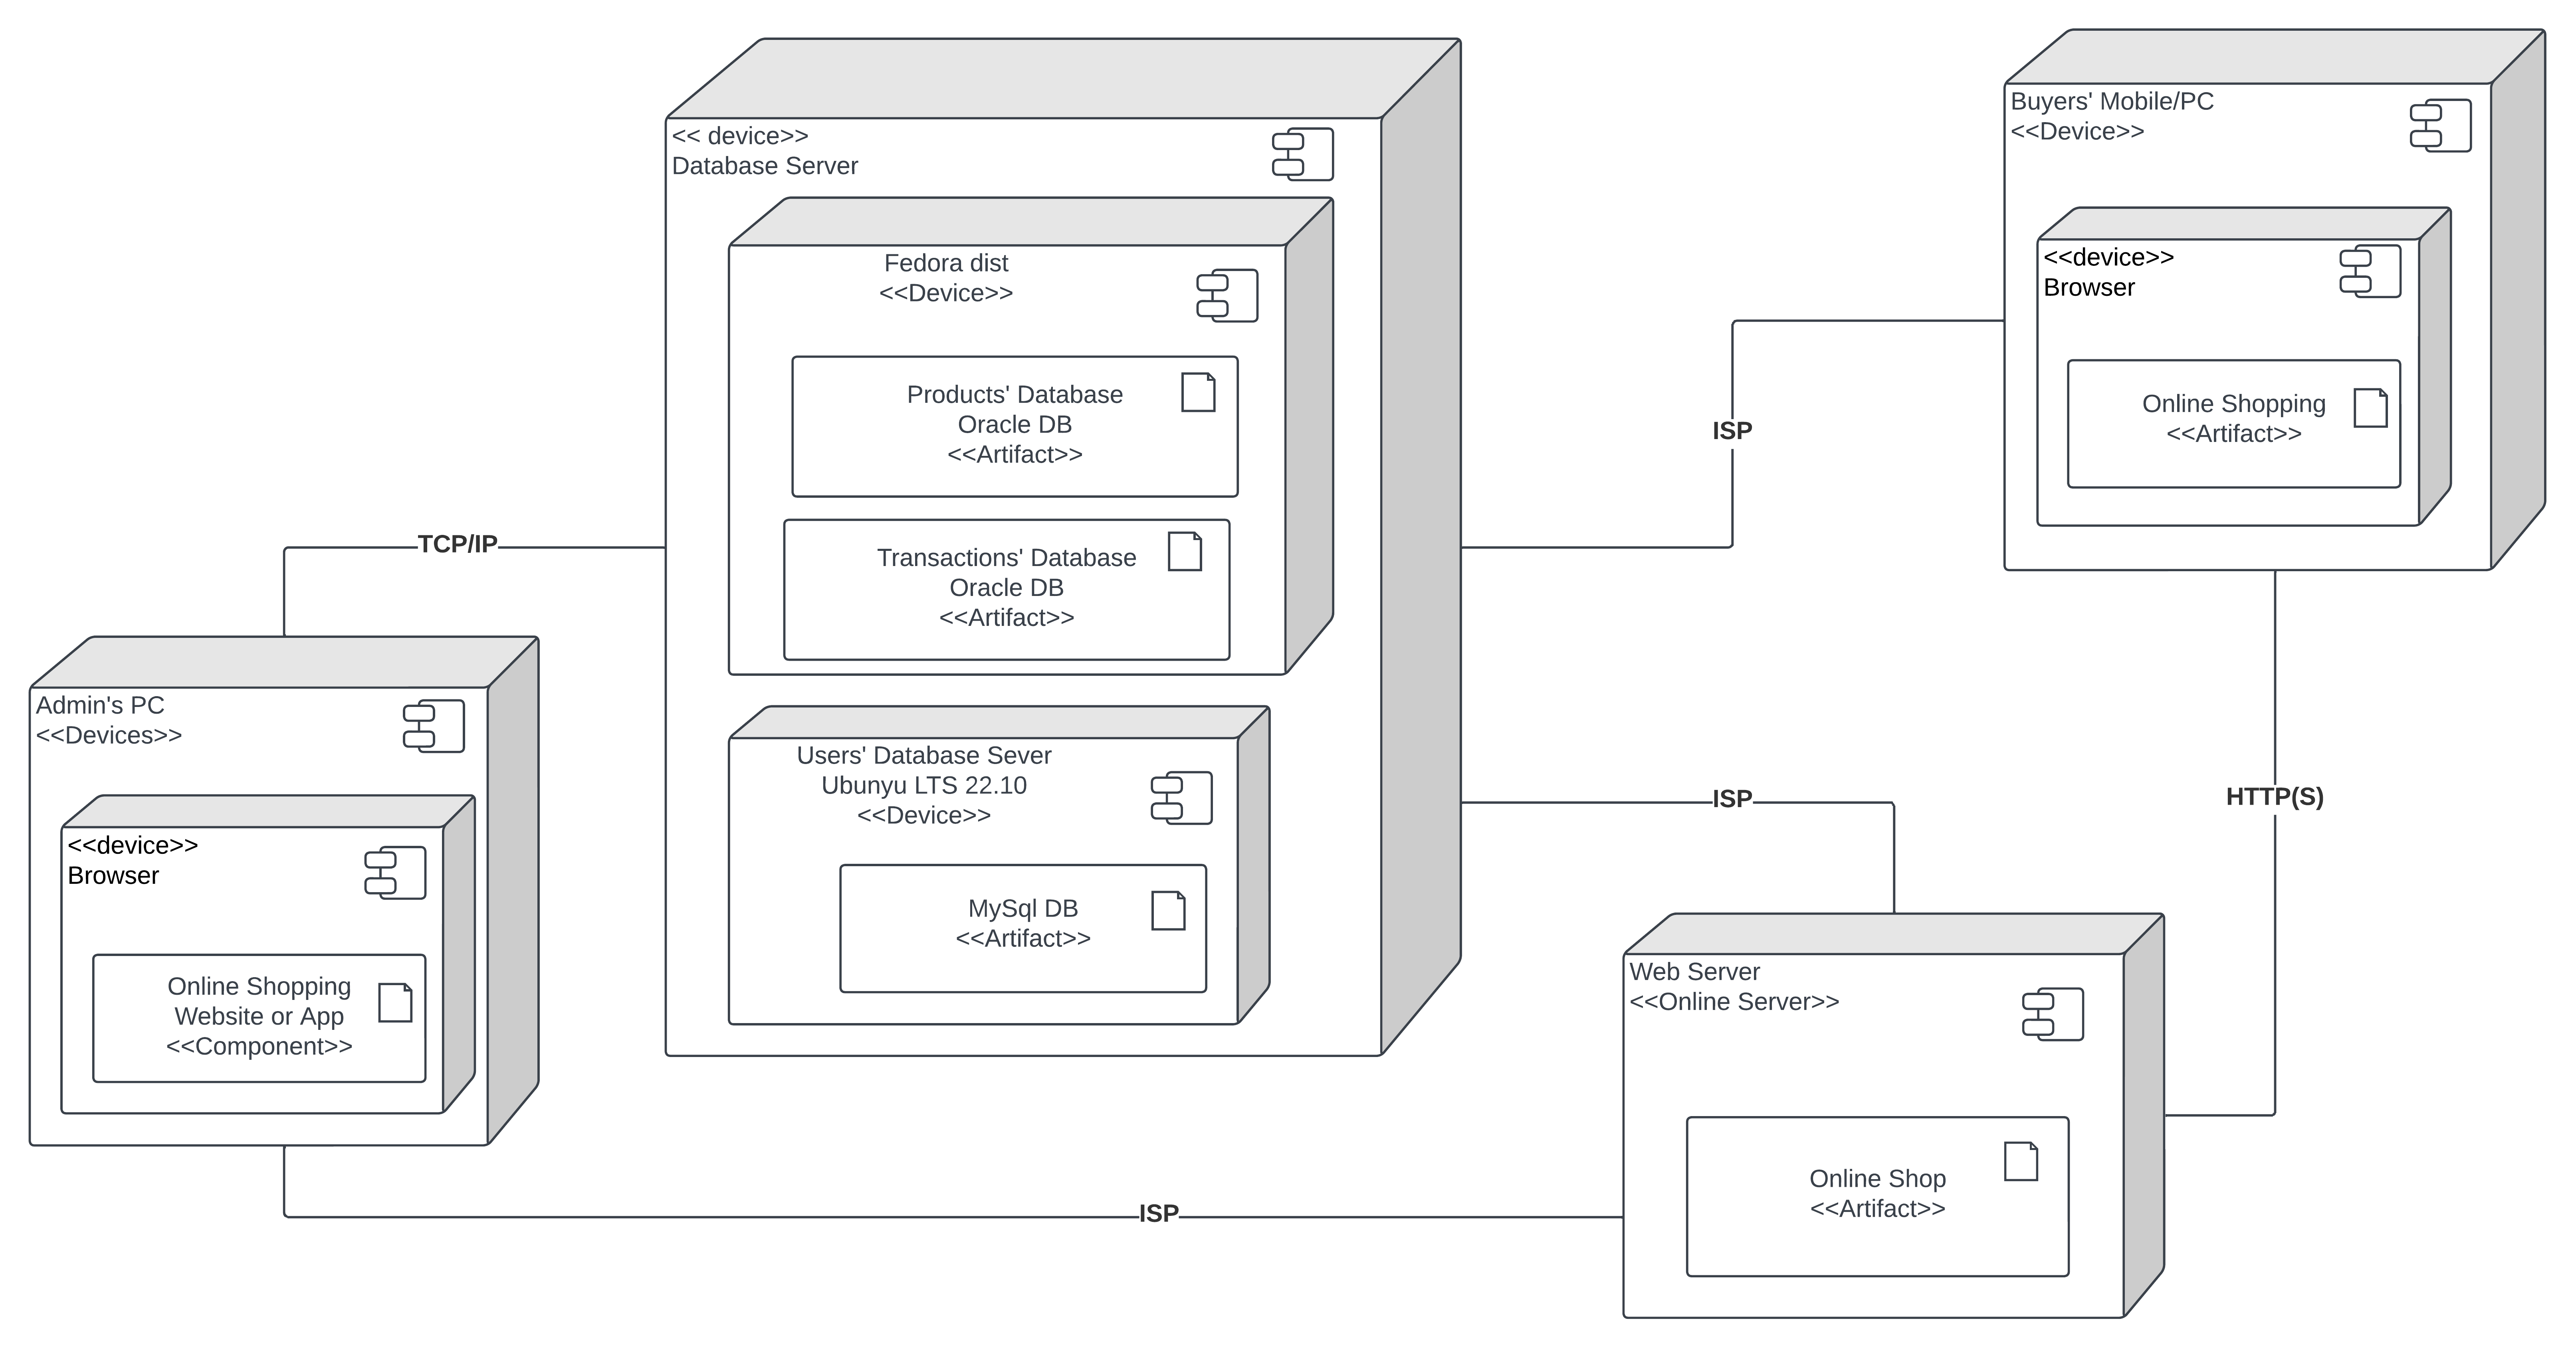 << device>>
Database Server
Fedora dist
<<Device>>
Products' Database
Oracle DB
<<Artifact>>
Transactions' Database
Oracle DB
<<Artifact>>
Users' Database Sever
Ubunyu LTS 22.10
<<Device>>
MySql DB
<<Artifact>>
Buyers' Mobile/PC
<<Device>>
<<device>>
Browser
Online Shopping
<<Artifact>>
ISP
TCP/IP
Admin's PC
<<Devices>>
<<device>>
Browser
Online Shopping
Website or App
<<Component>>
ISP
HTTP(S)
Web Server
<<Online Server>>
Online Shop
<<Artifact>>
ISP